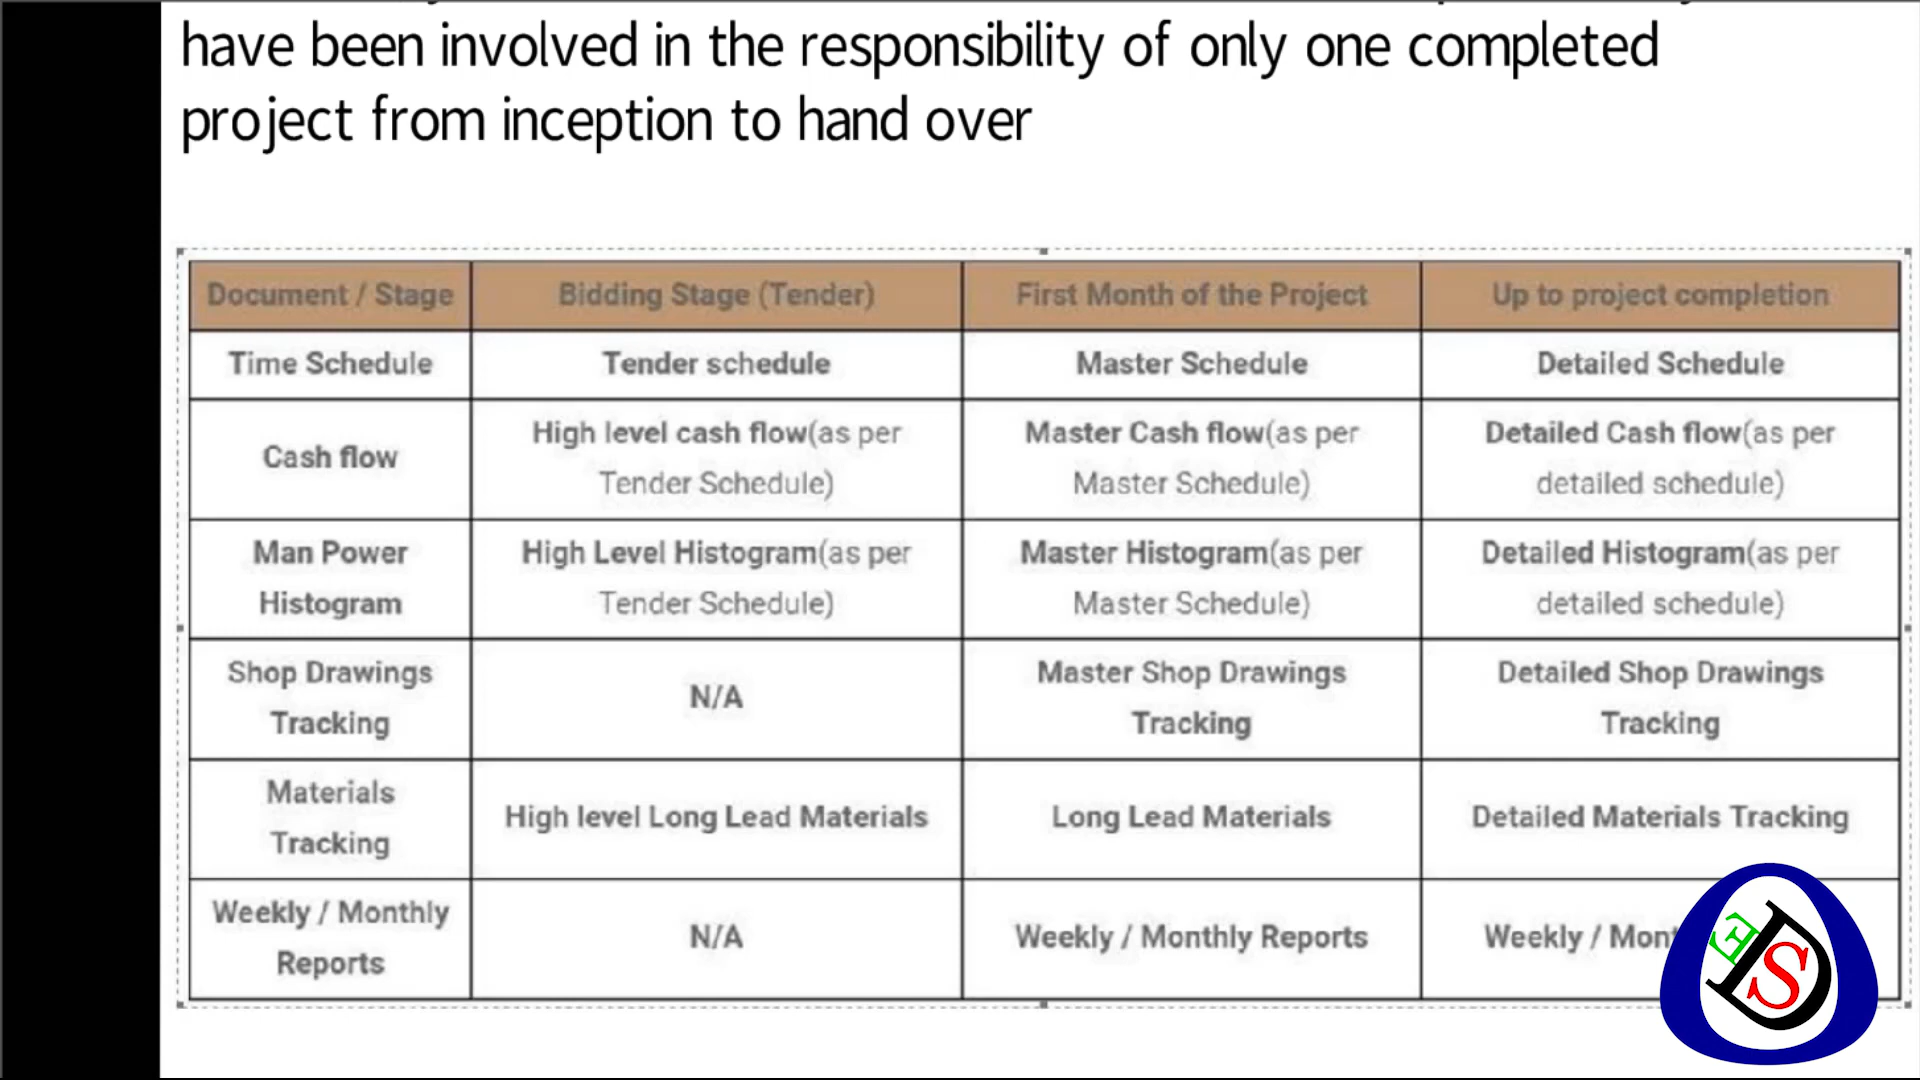 have been involved in the responsibility of only one completed
project from inception to hand over
Document / Stage
Bidding Stage (Tender)
First Month of the Project
Up to project completion
Time Schedule
Tender schedule
Master Schedule
Detailed Schedule
Cash flow
High level cash flow(as per
Tender Schedule)
Master Cash flow(as per
Master Schedule)
Detailed Cash flow(as per
detailed schedule)
Man Power
Histogram
High Level Histogram(as per
Tender Schedule)
Master Histogram(as per
Master Schedule)
Detailed Histogram(as per
detailed schedule)
Shop Drawings
Tracking
N/A
Master Shop Drawings
Tracking
Detailed Shop Drawings
Tracking
Materials
Tracking
High level Long Lead Materials
Long Lead Materials
Detailed Materials Tracking
Weekly / Monthly
Reports
N/A
Weekly / Monthly Reports
Weekly /
E
D
S